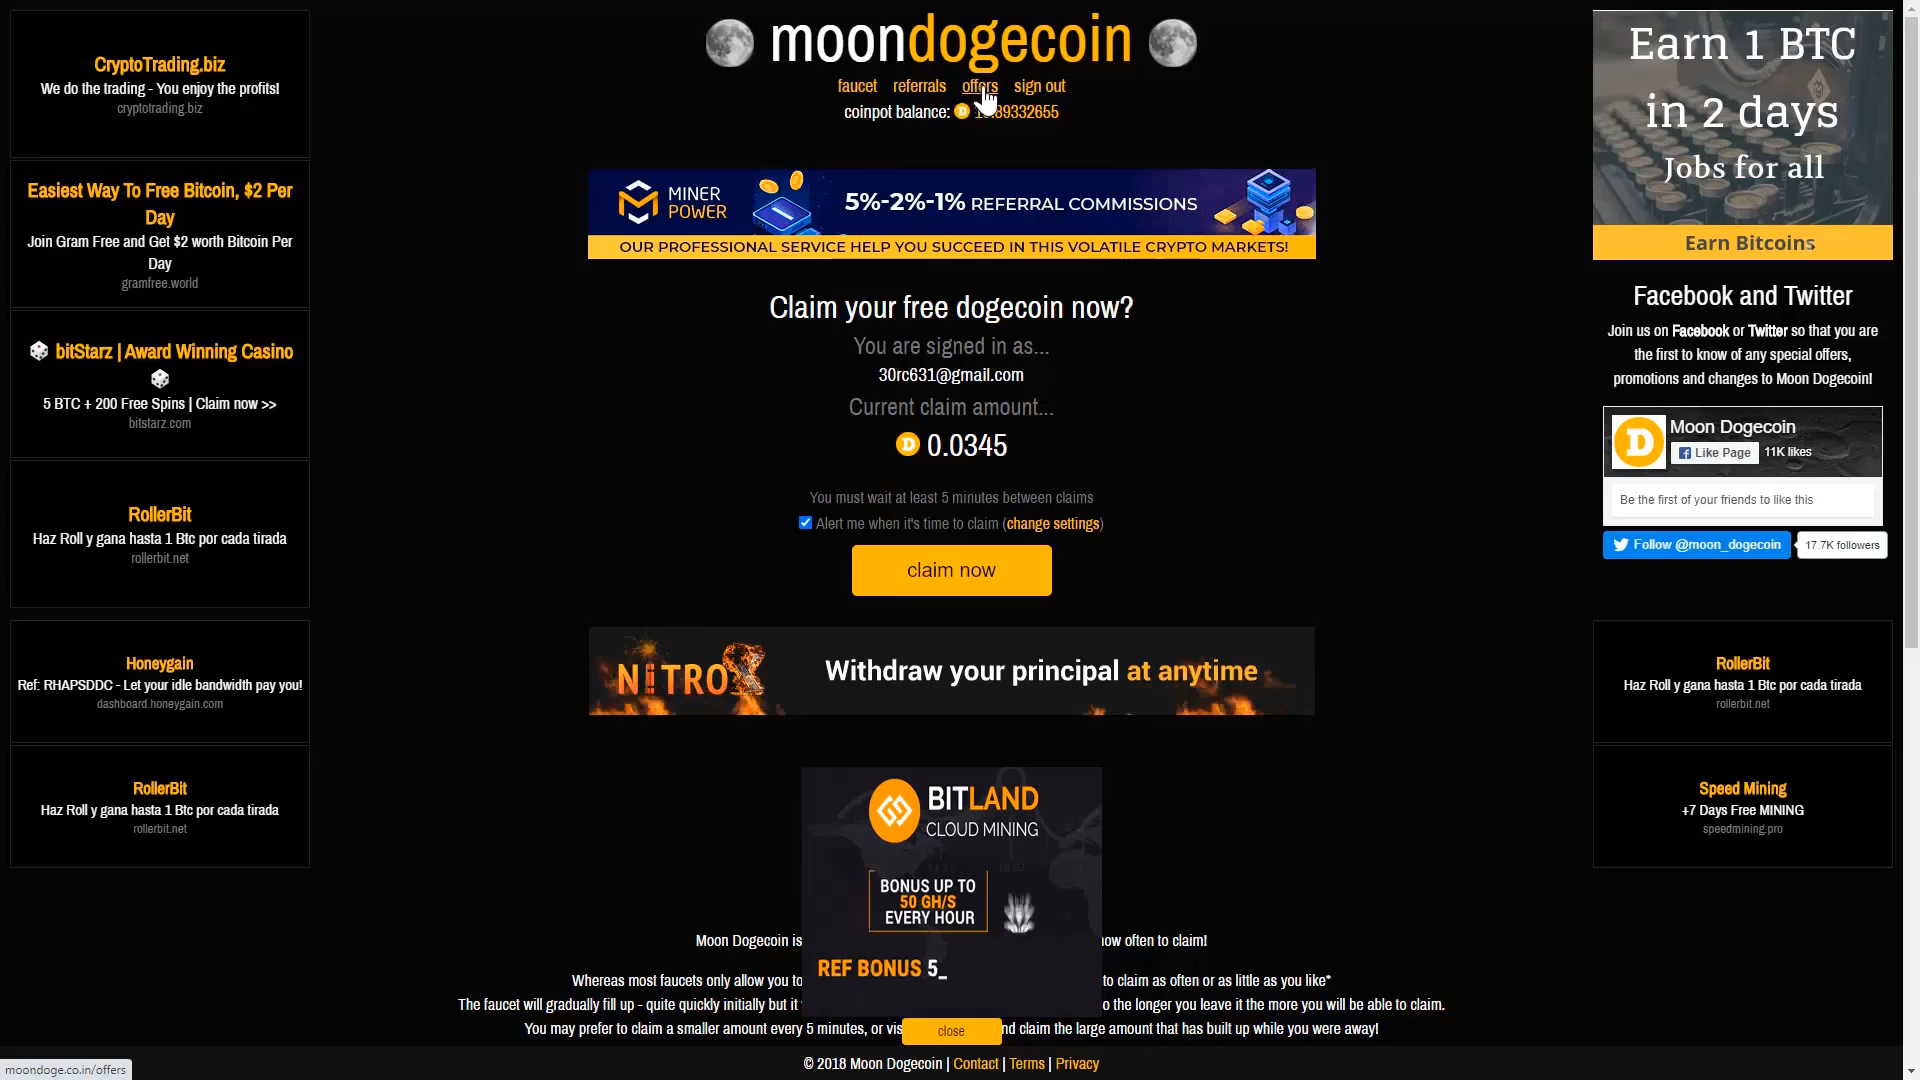 moondogecoin
faucet referrals offers sign out
coinpot balance: 89332655
CryptoTrading.biz
We do the trading - You enjoy the profits!
cryptotrading.biz
Easiest Way To Free Bitcoin, $2 Per
Day
Join Gram Free and Get $2 worth Bitcoin Per
Day
gramfree.world
bitStarz | Award Winning Casino
5 BTC + 200 Free Spins | Claim now >>
bitstarz.com
RollerBit
Haz Roll y gana hasta 1 Btc por cada tirada
rollerbit.net
Honeygain
Ref: RHAPSDDC - Let your idle bandwidth pay you!
dashboard.honeygain.com
RollerBit
Haz Roll y gana hasta 1 Btc por cada tirada
rollerbit.net
MINER
POWER
5%-2%-1% REFERRAL COMMISSIONS
OUR PROFESSIONAL SERVICE HELP YOU SUCCEED IN THIS VOLATILE CRYPTO MARKETS!
Claim your free dogecoin now?
You are signed in as...
30rc631@gmail.com
Current claim amount...
0.0345
You must wait at least 5 minutes between claims
Alert me when it's time to claim (change settings)
claim now
NITROX
Withdraw your principal at anytime
BITLAND
CLOUD MINING
BONUS UP TO
50 GH/S
EVERY HOUR
REF BONUS 5_
close
Moon Dogecoin is now often to claim!
Whereas most faucets only allow you to to claim as often or as little as you like*
The faucet will gradually fill up - quite quickly initially but it the longer you leave it the more you will be able to claim.
You may prefer to claim a smaller amount every 5 minutes, or claim the large amount that has built up while you were away!
© 2018 Moon Dogecoin | Contact | Terms | Privacy
Earn 1 BTC
in 2 days
Jobs for all
Earn Bitcoins
Facebook and Twitter
Join us on Facebook or Twitter so that you are
the first to know of any special offers,
promotions and changes to Moon Dogecoin!
Moon Dogecoin
Like Page 11K likes
Be the first of your friends to like this
Follow @moon_dogecoin 17.7K followers
RollerBit
Haz Roll y gana hasta 1 Btc por cada tirada
rollerbit.net
Speed Mining
+7 Days Free MINING
speedmining.pro
moondoge.co.in/offers